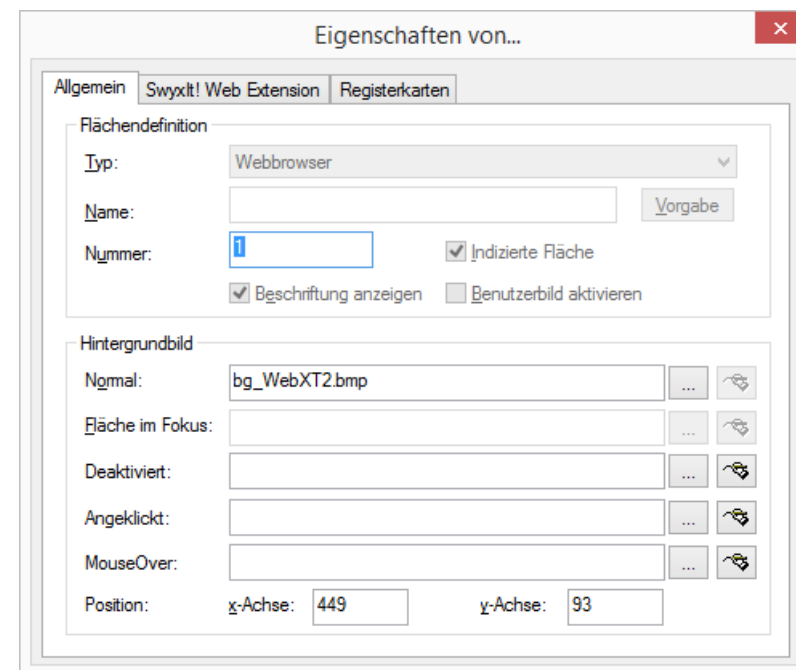 Eigenschaften von...
Allgemein SwyxIt! Web Extension Registerkarten
Flächendefinition
Typ: Webbrowser
Name: Vorgabe
Nummer: 1 Indizierte Fläche
Beschriftung anzeigen Benutzerbild aktivieren
Hintergrundbild
Normal: bg_WebXT2.bmp ...
Fläche im Fokus: ...
Deaktiviert: ...
Angeklickt: ...
MouseOver: ...
Position: x-Achse: 449 y-Achse: 93